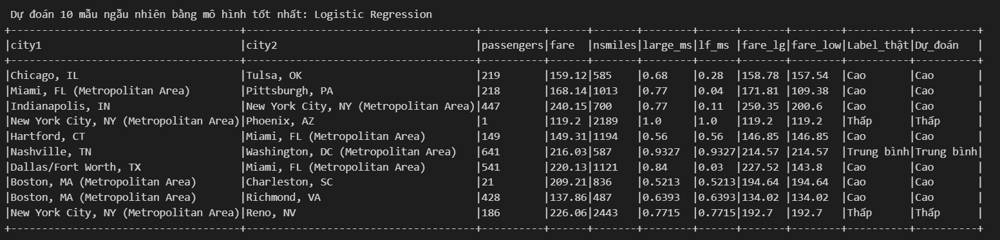 Dự đoán 10 mẫu ngẫu nhiên bằng mô hình tốt nhất: Logistic Regression
+----------------------------------+----------------------------------+----------+------+-------+--------+------+-------+--------+----------+----------+
|city1                             |city2                             |passengers|fare  |nsmiles|large_ms|lf_ms |fare_lg|fare_low|Label_thật|Dự_đoán   |
+----------------------------------+----------------------------------+----------+------+-------+--------+------+-------+--------+----------+----------+
|Chicago, IL                       |Tulsa, OK                         |219       |159.12|585    |0.68    |0.28  |158.78 |157.54  |Cao       |Cao       |
|Miami, FL (Metropolitan Area)     |Pittsburgh, PA                    |218       |168.14|1013   |0.77    |0.04  |171.81 |109.38  |Cao       |Cao       |
|Indianapolis, IN                  |New York City, NY (Metropolitan Area)|447       |240.15|700    |0.77    |0.11  |250.35 |200.6   |Cao       |Cao       |
|New York City, NY (Metropolitan Area)|Phoenix, AZ                       |1         |119.2 |2189   |1.0     |1.0   |119.2  |119.2   |Thấp      |Thấp      |
|Hartford, CT                      |Miami, FL (Metropolitan Area)     |149       |149.31|1194   |0.56    |0.56  |146.85 |146.85  |Cao       |Cao       |
|Nashville, TN                     |Washington, DC (Metropolitan Area)|641       |216.03|587    |0.9327  |0.9327|214.57 |214.57  |Trung bình|Trung bình|
|Dallas/Fort Worth, TX             |Miami, FL (Metropolitan Area)     |541       |220.13|1121   |0.84    |0.03  |227.52 |143.8   |Cao       |Cao       |
|Boston, MA (Metropolitan Area)    |Charleston, SC                    |21        |209.21|836    |0.5213  |0.5213|194.64 |194.64  |Cao       |Cao       |
|Boston, MA (Metropolitan Area)    |Richmond, VA                      |428       |137.86|487    |0.6393  |0.6393|134.02 |134.02  |Cao       |Cao       |
|New York City, NY (Metropolitan Area)|Reno, NV                          |186       |226.06|2443   |0.7715  |0.7715|192.7  |192.7   |Thấp      |Thấp      |
+----------------------------------+----------------------------------+----------+------+-------+--------+------+-------+--------+----------+----------+